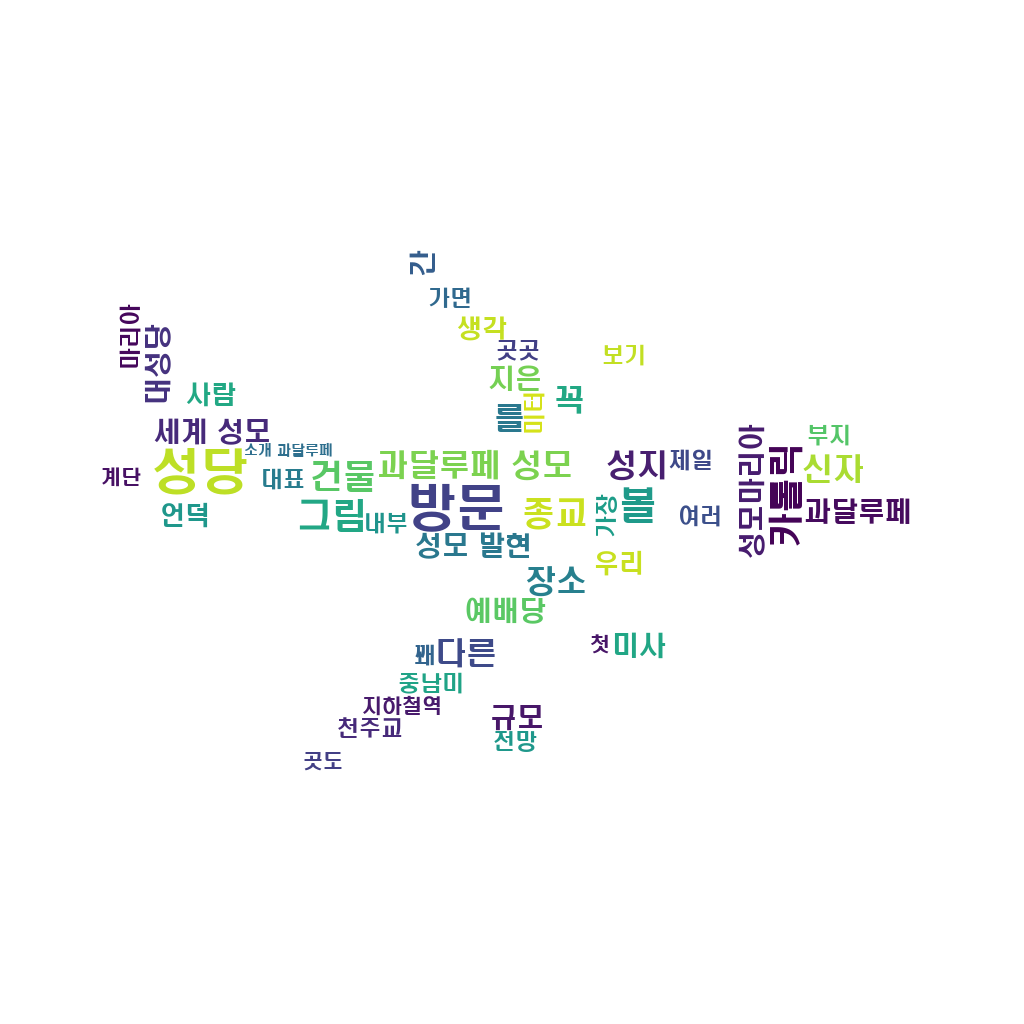 간
가면
마리아
생각
대성당
곳곳
보기
지은
사람
꼭
미터
를
세계 성모
부지
소개 과달루페
성당
과달루페 성모
성지
제일
성모마리아
카톨릭
신자
계단
대표
건물
방문
볼
언덕
그림
내부
종교
가장
여러
과달루페
성모 발현
우리
장소
예배당
첫
미사
꽤
다른
중남미
지하철역
규모
천주교
전망
곳도